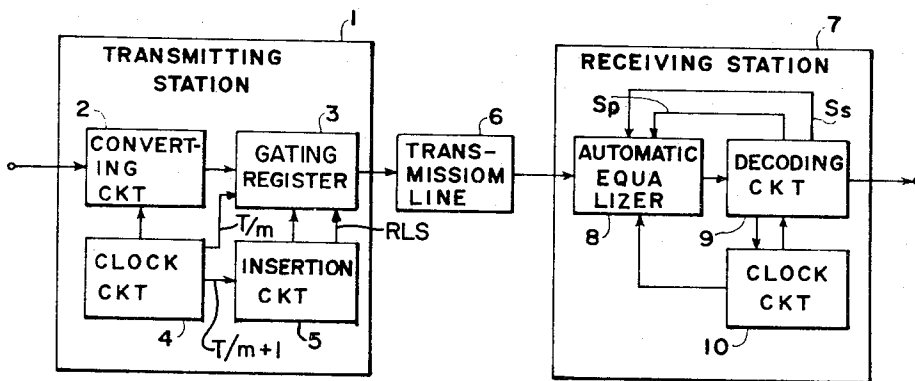 1
TRANSMITTING
STATION
2
CONVERT-
ING
CKT
3
GATING
REGISTER
T/m
RLS
CLOCK
CKT
4
T/m+1
INSERTION
CKT
5
6
TRANS-
MISSIOM
LINE
7
RECEIVING STATION
Sp
Ss
AUTOMATIC
EQUA
LIZER
8
DECODING
CKT
9
CLOCK
CKT
10